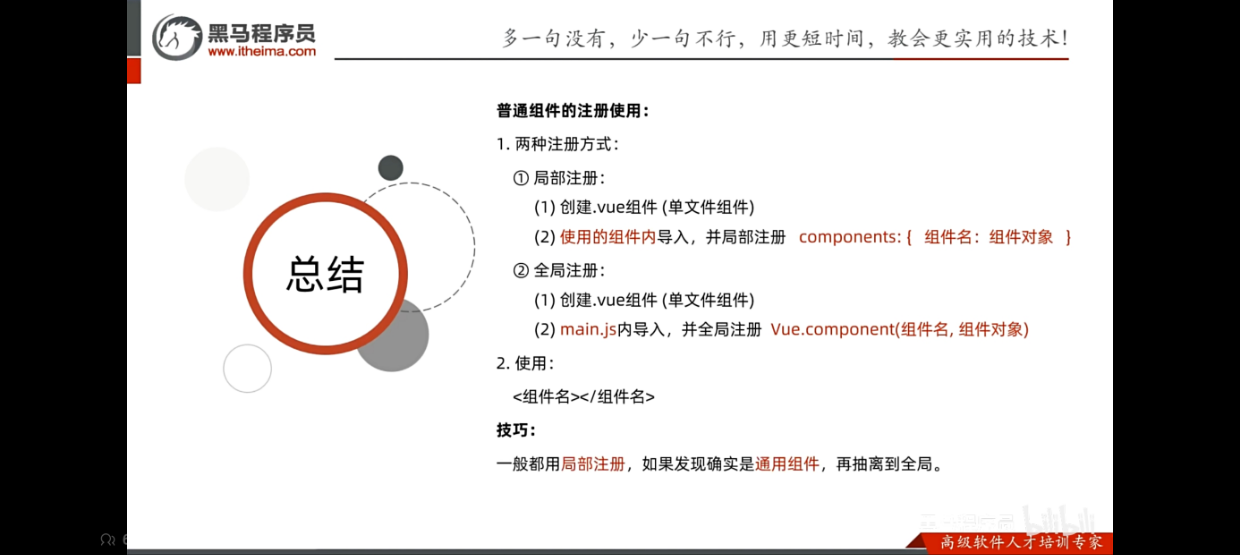 黑马程序员
www.itheima.com
多一句没有，少一句不行，用更短时间，教会更实用的技术！
总结
普通组件的注册使用：
1. 两种注册方式：
① 局部注册：
(1) 创建.vue组件 (单文件组件)
(2) 使用的组件内导入，并局部注册 components: { 组件名：组件对象 }
② 全局注册：
(1) 创建.vue组件 (单文件组件)
(2) main.js内导入，并全局注册 Vue.component(组件名, 组件对象)
2. 使用：
<组件名></组件名>
技巧：
一般都用局部注册，如果发现确实是通用组件，再抽离到全局。
bilibili
高级软件人才培训专家